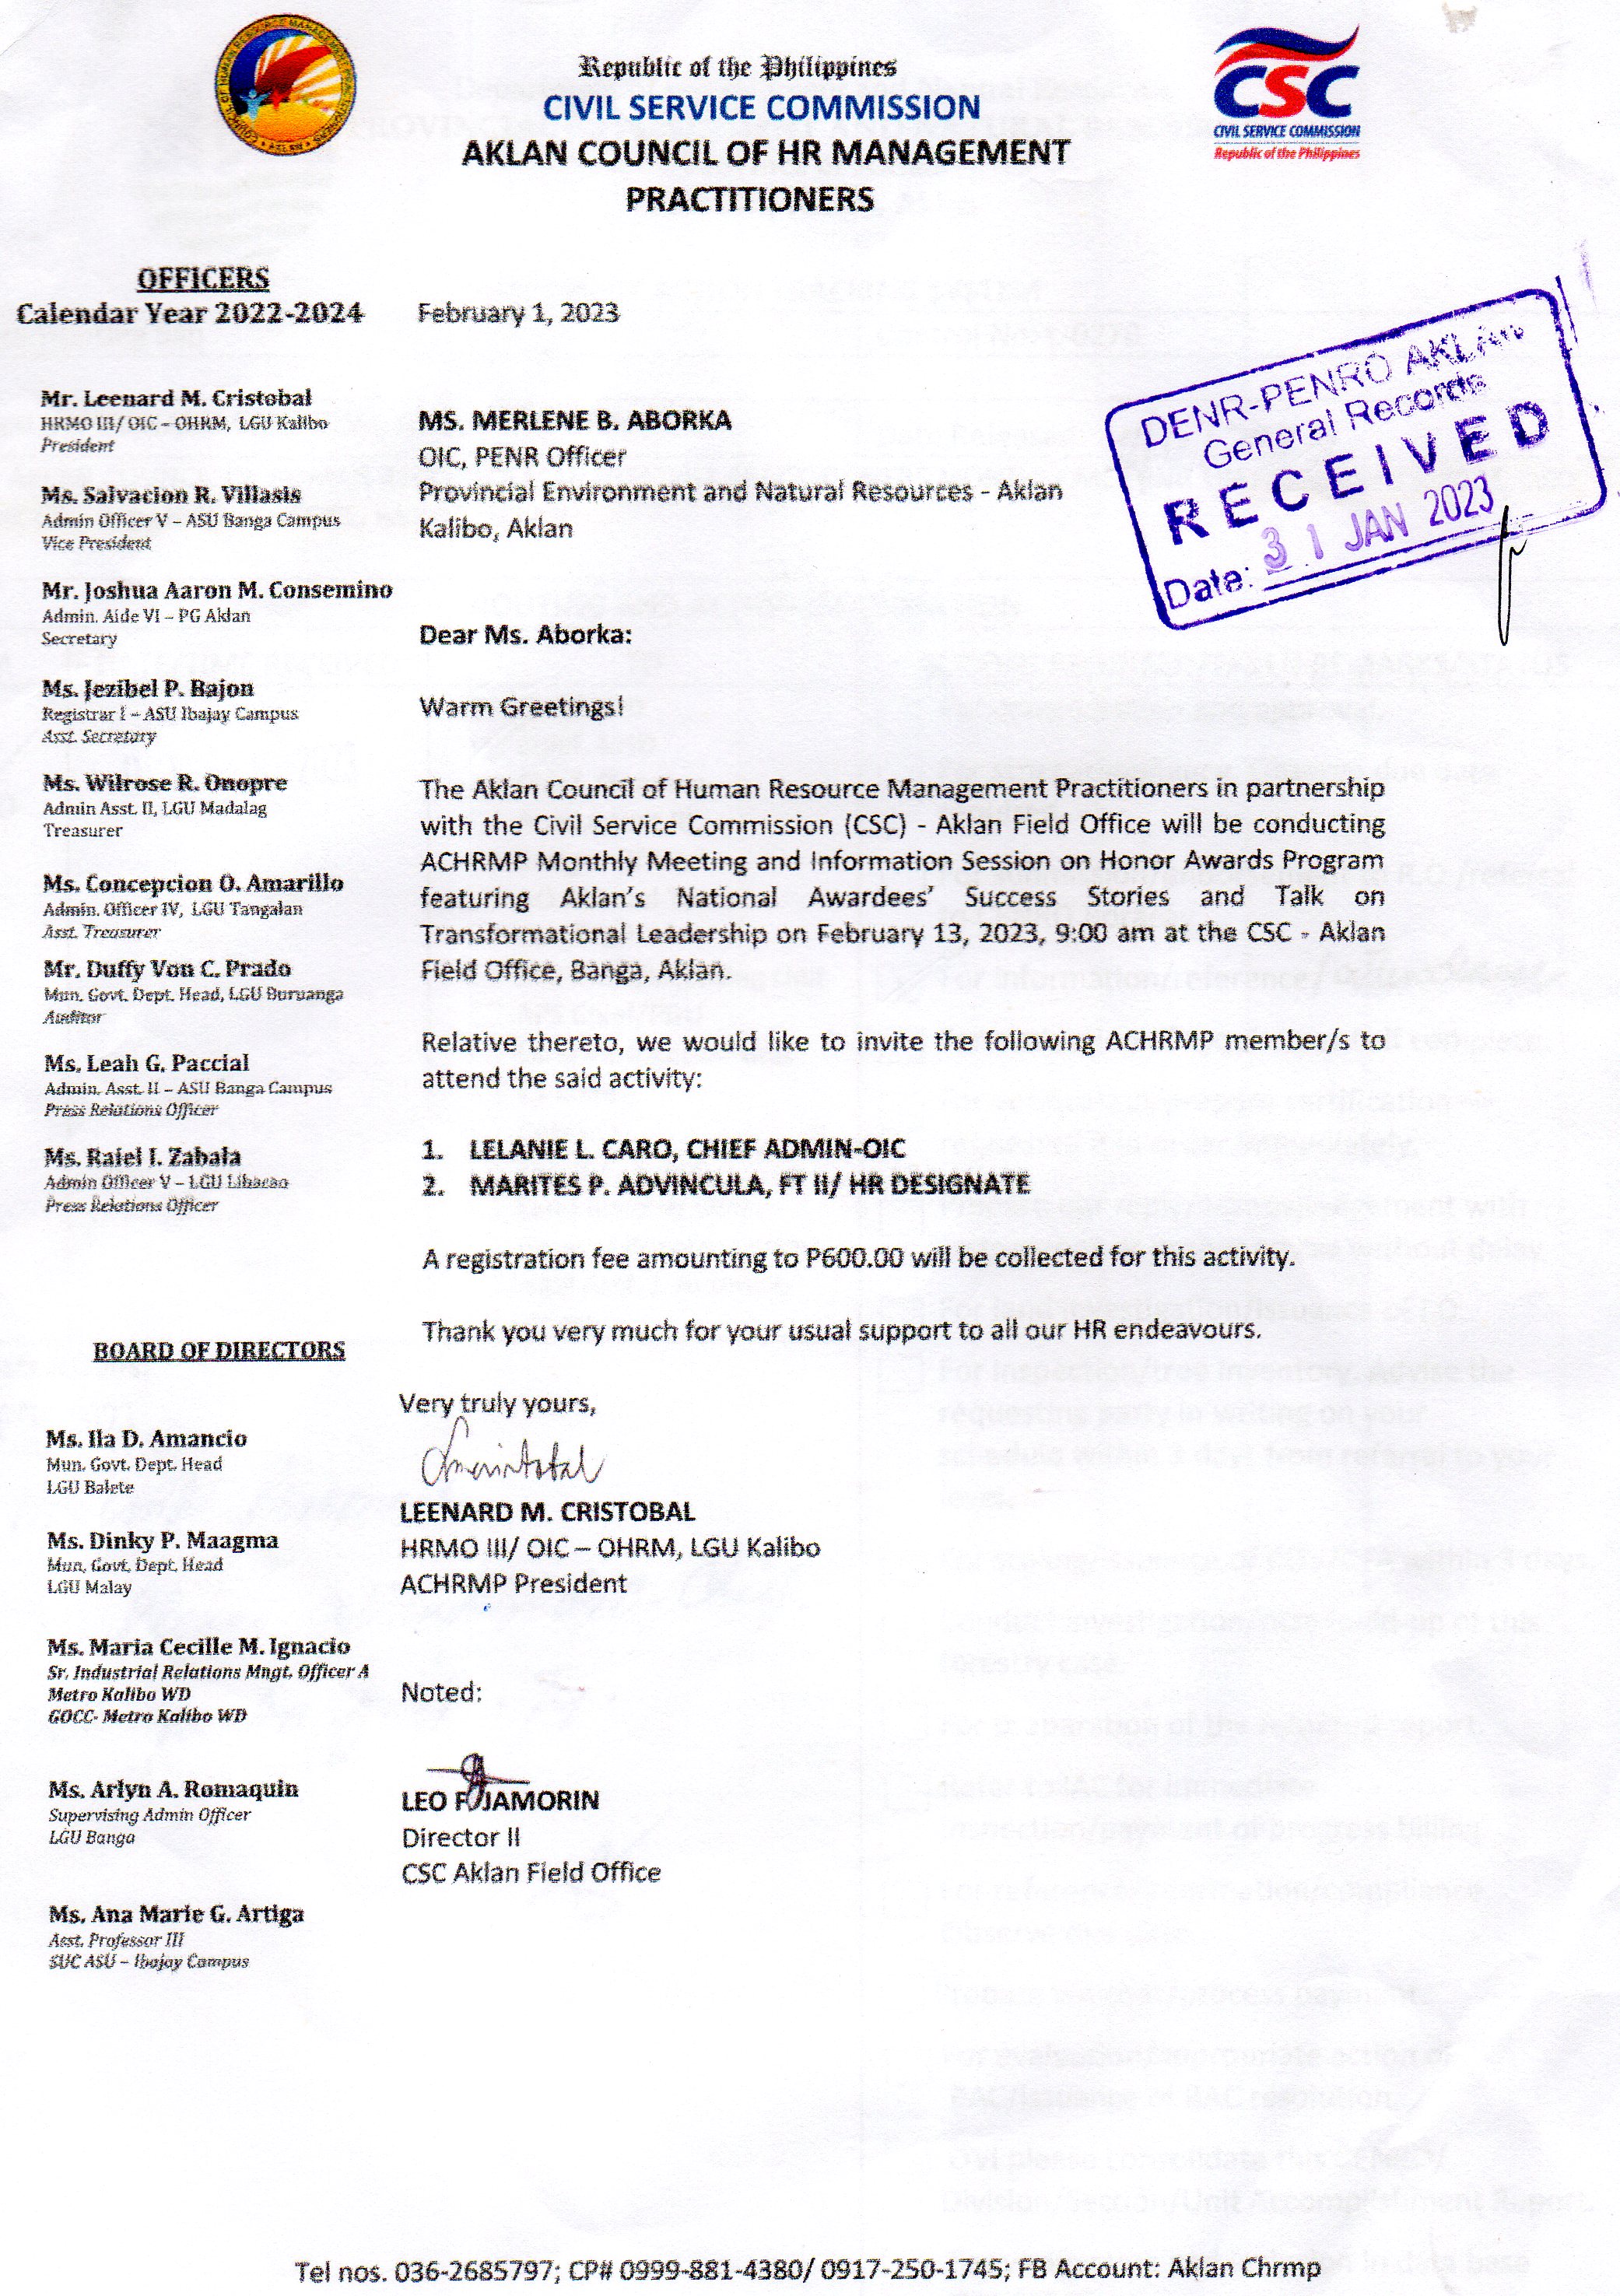 COUNCIL OF HUMAN RESOURCE MANAGEMENT PRACTITIONERS
AKLAN
Republic of the Philippines
CIVIL SERVICE COMMISSION
AKLAN COUNCIL OF HR MANAGEMENT
PRACTITIONERS
CSC
CIVIL SERVICE COMMISSION
Republic of the Philippines
OFFICERS
Calendar Year 2022-2024
Mr. Leenard M. Cristobal
HRMO III/ OIC – OHRM, LGU Kalibo
President
Ms. Salvacion R. Villasis
Admin Officer V – ASU Banga Campus
Vice President
Mr. Joshua Aaron M. Consemino
Admin. Aide VI – PG Aklan
Secretary
Ms. Jezibel P. Bajon
Registrar I – ASU Ibajay Campus
Asst. Secretary
Ms. Wilrose R. Onopre
Admin Asst. II, LGU Madalag
Treasurer
Ms. Concepcion O. Amarillo
Admin. Officer IV, LGU Tangalan
Asst. Treasurer
Mr. Duffy Von C. Prado
Mun. Govt. Dept. Head, LGU Buruanga
Auditor
Ms. Leah G. Paccial
Admin. Asst. II – ASU Banga Campus
Press Relations Officer
Ms. Raiel I. Zabala
Admin Officer V – LGU Libacao
Press Relations Officer
BOARD OF DIRECTORS
Ms. Ila D. Amancio
Mun. Govt. Dept. Head
LGU Balete
Ms. Dinky P. Maagma
Mun. Govt. Dept. Head
LGU Malay
Ms. Maria Cecille M. Ignacio
Sr. Industrial Relations Mngt. Officer A
Metro Kalibo WD
GOCC- Metro Kalibo WD
Ms. Arlyn A. Romaquin
Supervising Admin Officer
LGU Banga
Ms. Ana Marie G. Artiga
Asst. Professor III
SUC ASU – Ibajay Campus
February 1, 2023
DENR-PENRO AKLAN
General Records
RECEIVED
Date: 31 JAN 2023
MS. MERLENE B. ABORKA
OIC, PENR Officer
Provincial Environment and Natural Resources - Aklan
Kalibo, Aklan
Dear Ms. Aborka:
Warm Greetings!
The Aklan Council of Human Resource Management Practitioners in partnership
with the Civil Service Commission (CSC) - Aklan Field Office will be conducting
ACHRMP Monthly Meeting and Information Session on Honor Awards Program
featuring Aklan's National Awardees' Success Stories and Talk on
Transformational Leadership on February 13, 2023, 9:00 am at the CSC - Aklan
Field Office, Banga, Aklan.
Relative thereto, we would like to invite the following ACHRMP member/s to
attend the said activity:
1. LELANIE L. CARO, CHIEF ADMIN-OIC
2. MARITES P. ADVINCULA, FT II/ HR DESIGNATE
A registration fee amounting to P600.00 will be collected for this activity.
Thank you very much for your usual support to all our HR endeavours.
Very truly yours,
LEENARD M. CRISTOBAL
HRMO III/ OIC – OHRM, LGU Kalibo
ACHRMP President
Noted:
LEO F. JAMORIN
Director II
CSC Aklan Field Office
Tel nos. 036-2685797; CP# 0999-881-4380/ 0917-250-1745; FB Account: Aklan Chrmp